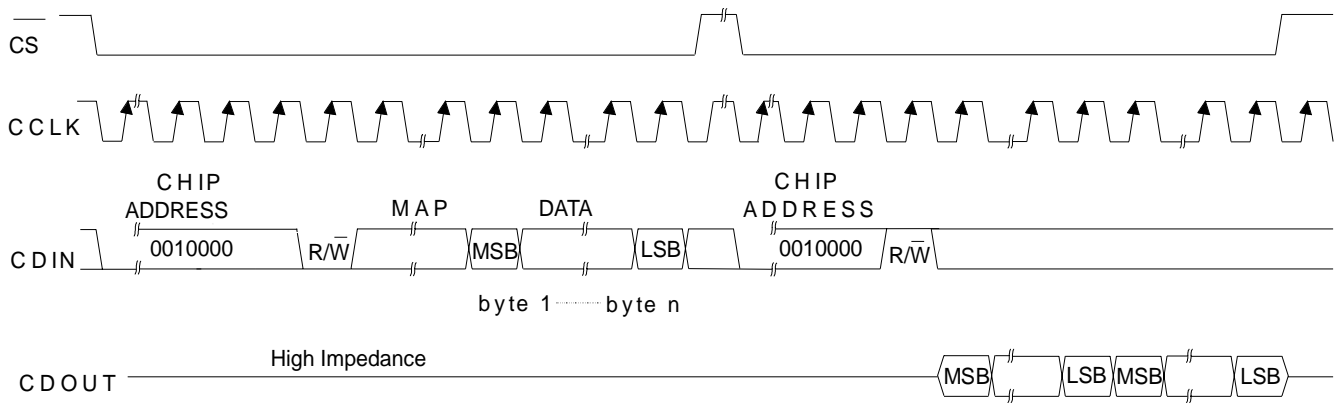 CS
CCLK
CHIP
ADDRESS
MAP
DATA
CHIP
ADDRESS
CDIN
0010000
R/W
MSB
LSB
0010000
R/W
byte 1 byte n
High Impedance
CDOUT
MSB
LSB
MSB
LSB